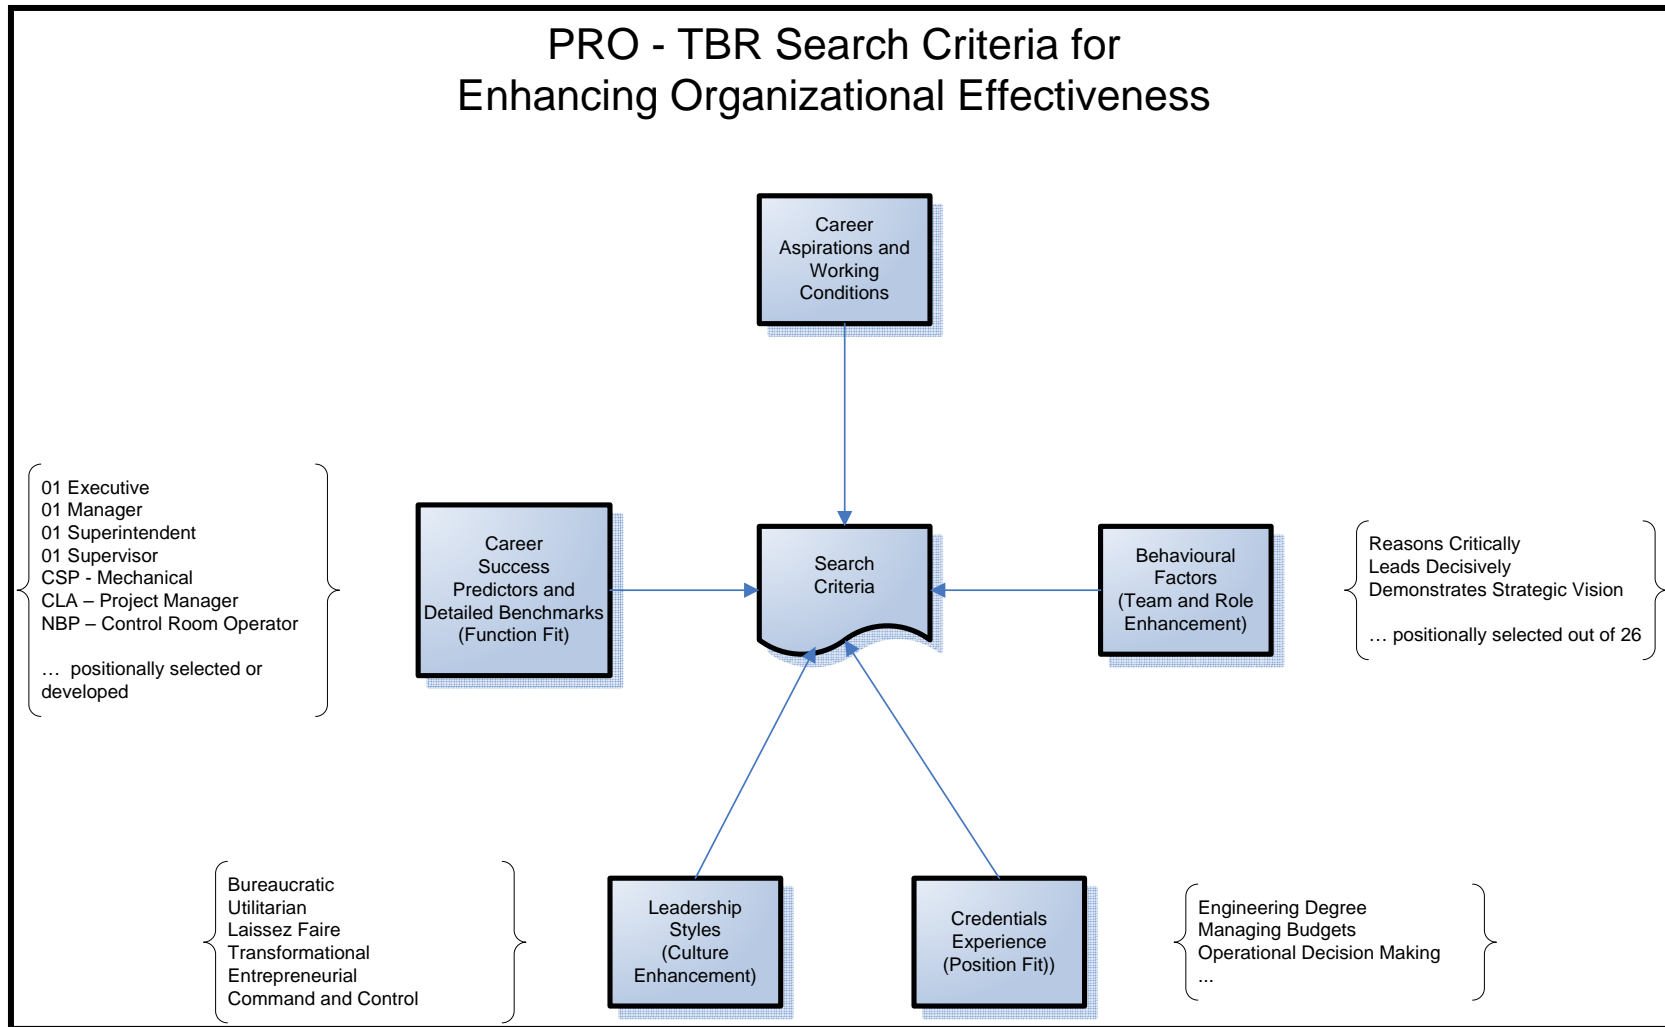 PRO - TBR Search Criteria for
Enhancing Organizational Effectiveness
Career
Aspirations and
Working
Conditions
01 Executive
01 Manager
01 Superintendent
01 Supervisor
CSP - Mechanical
CLA – Project Manager
NBP – Control Room Operator
… positionally selected or
developed
Career
Success
Predictors and
Detailed Benchmarks
(Function Fit)
Search
Criteria
Behavioural
Factors
(Team and Role
Enhancement)
Reasons Critically
Leads Decisively
Demonstrates Strategic Vision
… positionally selected out of 26
Bureaucratic
Utilitarian
Laissez Faire
Transformational
Entrepreneurial
Command and Control
Leadership
Styles
(Culture
Enhancement)
Credentials
Experience
(Position Fit))
Engineering Degree
Managing Budgets
Operational Decision Making
...